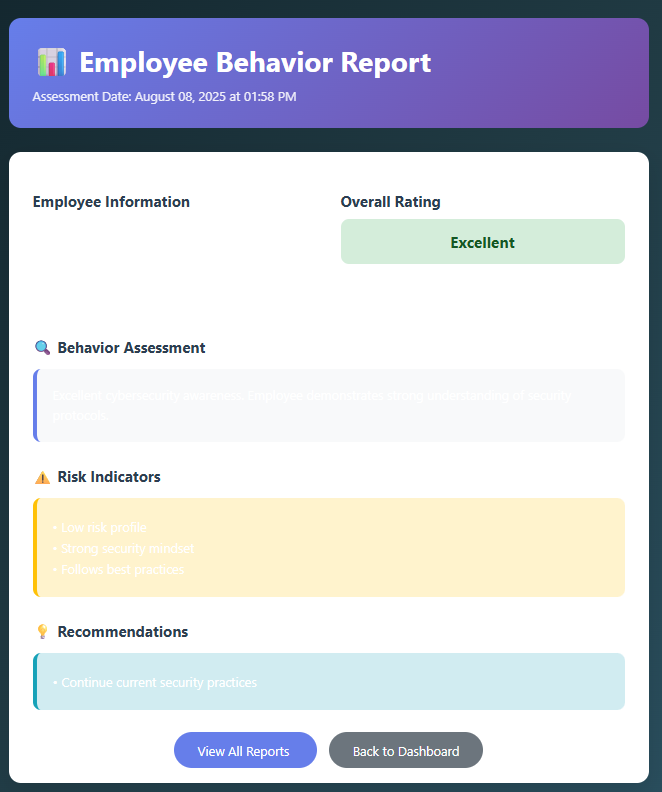 Employee Behavior Report
Assessment Date: August 08, 2025 at 01:58 PM
Employee Information
Overall Rating
Excellent
Behavior Assessment
Excellent cybersecurity awareness. Employee demonstrates strong understanding of security
protocols.
Risk Indicators
• Low risk profile
• Strong security mindset
• Follows best practices
Recommendations
• Continue current security practices
View All Reports
Back to Dashboard